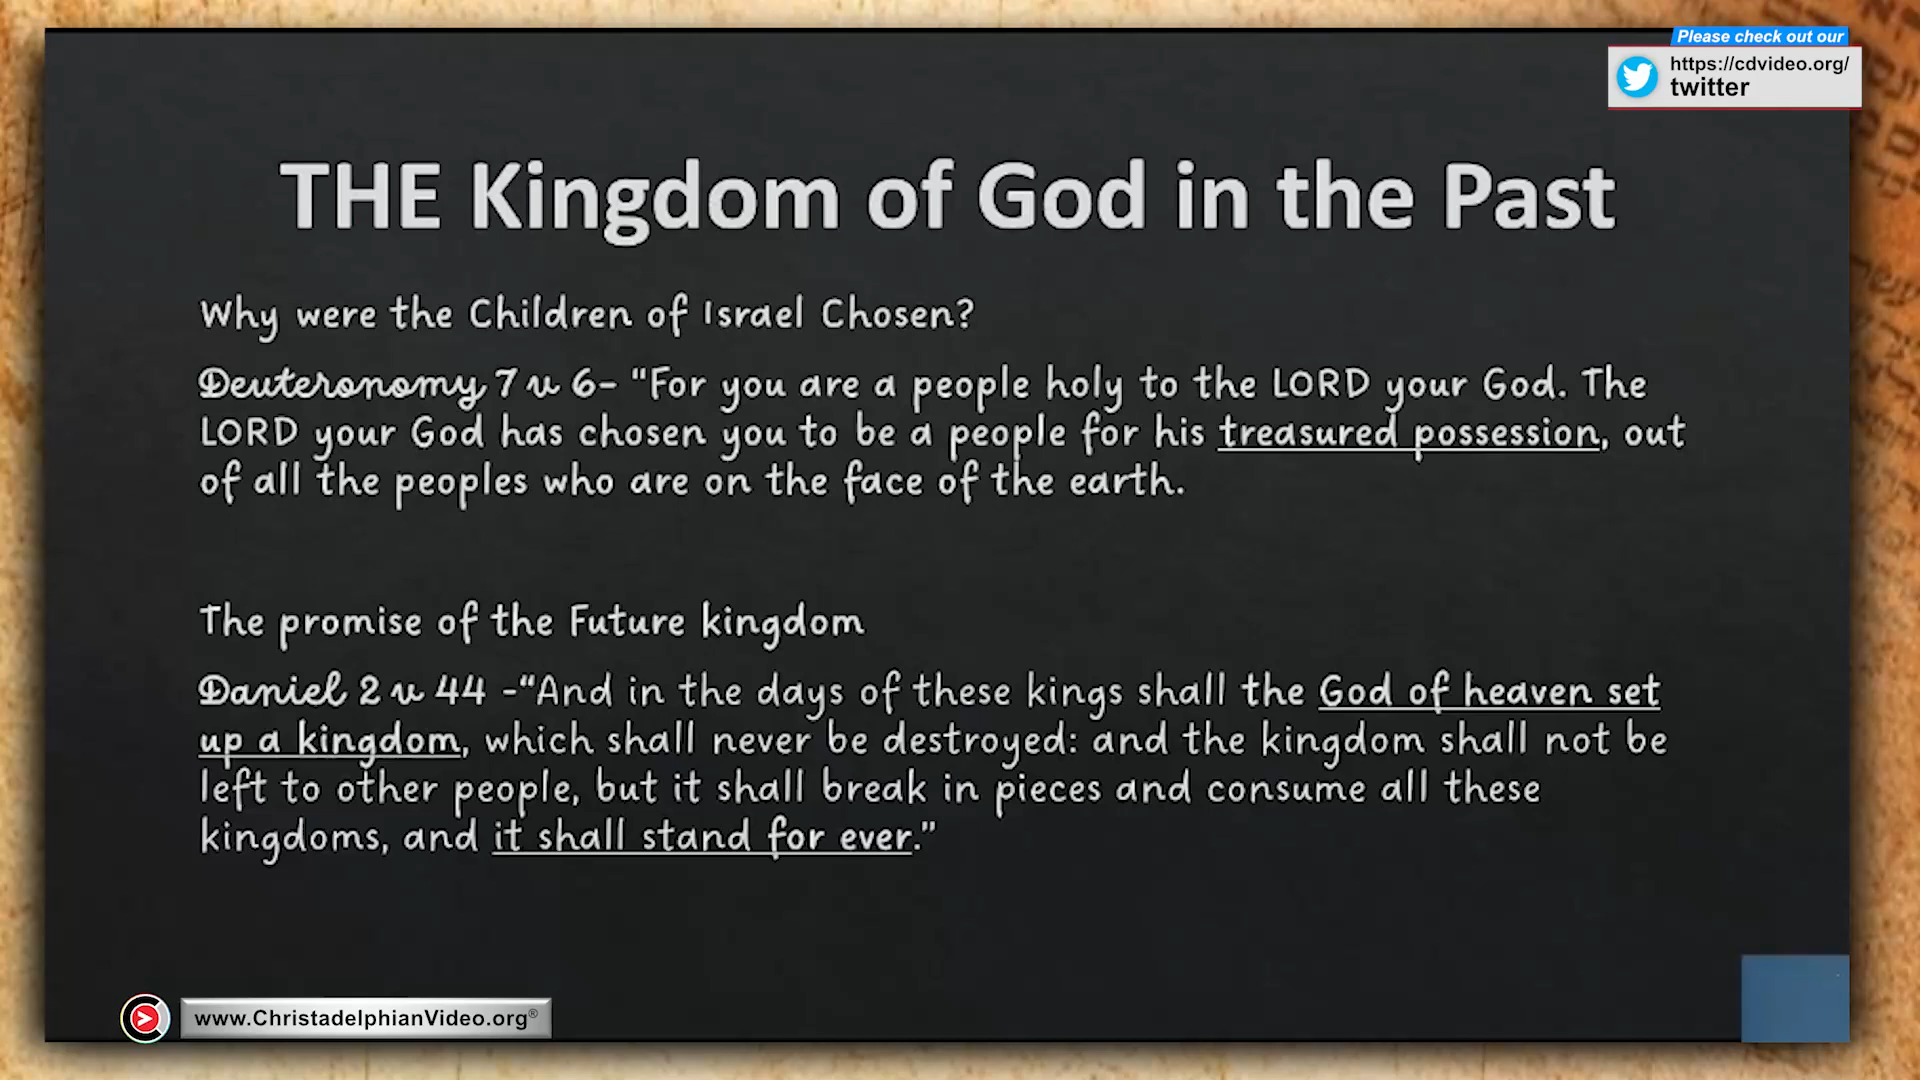 Please check out our
https://cdvideo.org/
twitter
THE Kingdom of God in the Past
Why were the Children of Israel Chosen?
Deuteronomy 7 v 6- "For you are a people holy to the LORD your God. The
LORD your God has chosen you to be a people for his treasured possession, out
of all the peoples who are on the face of the earth.
The promise of the Future kingdom
Daniel 2 v 44 -“And in the days of these kings shall the God of heaven set
up a kingdom, which shall never be destroyed: and the kingdom shall not be
left to other people, but it shall break in pieces and consume all these
kingdoms, and it shall stand for ever.”
www.ChristadelphianVideo.org®